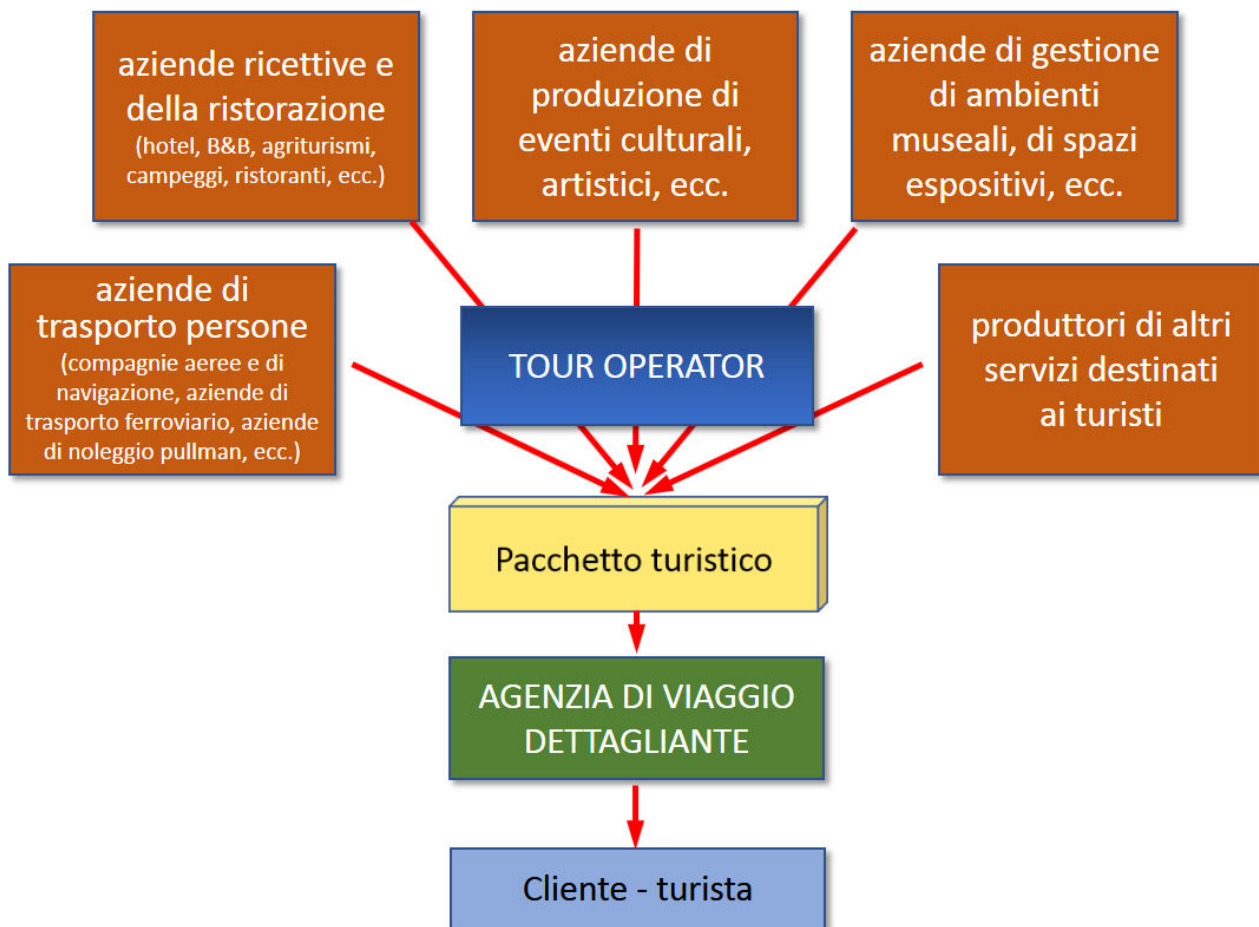 aziende ricettive e
della ristorazione
(hotel, B&B, agriturismi,
campeggi, ristoranti, ecc.)
aziende di
produzione di
eventi culturali,
artistici, ecc.
aziende di gestione
di ambienti
museali, di spazi
espositivi, ecc.
aziende di
trasporto persone
(compagnie aeree e di
navigazione, aziende di
trasporto ferroviario, aziende
di noleggio pullman, ecc.)
TOUR OPERATOR
produttori di altri
servizi destinati
ai turisti
Pacchetto turistico
AGENZIA DI VIAGGIO
DETTAGLIANTE
Cliente - turista